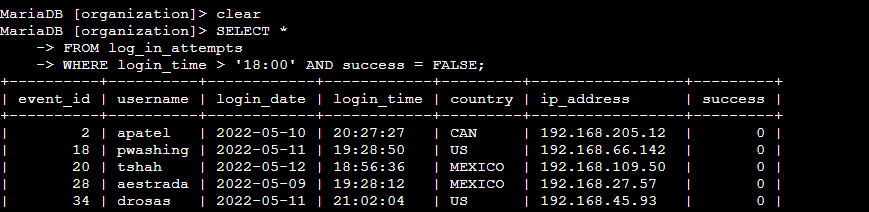 MariaDB [organization]> clear
MariaDB [organization]> SELECT *
    -> FROM log_in_attempts
    -> WHERE login_time > '18:00' AND success = FALSE;
+----------+----------+------------+------------+---------+-----------------+---------+
| event_id | username | login_date | login_time | country | ip_address      | success |
+----------+----------+------------+------------+---------+-----------------+---------+
|        2 | apatel   | 2022-05-10 | 20:27:27   | CAN     | 192.168.205.12  |       0 |
|       18 | pwashing | 2022-05-11 | 19:28:50   | US      | 192.168.66.142  |       0 |
|       20 | tshah    | 2022-05-12 | 18:56:36   | MEXICO  | 192.168.109.50  |       0 |
|       28 | aestrada | 2022-05-09 | 19:28:12   | MEXICO  | 192.168.27.57   |       0 |
|       34 | drosas   | 2022-05-11 | 21:02:04   | US      | 192.168.45.93   |       0 |